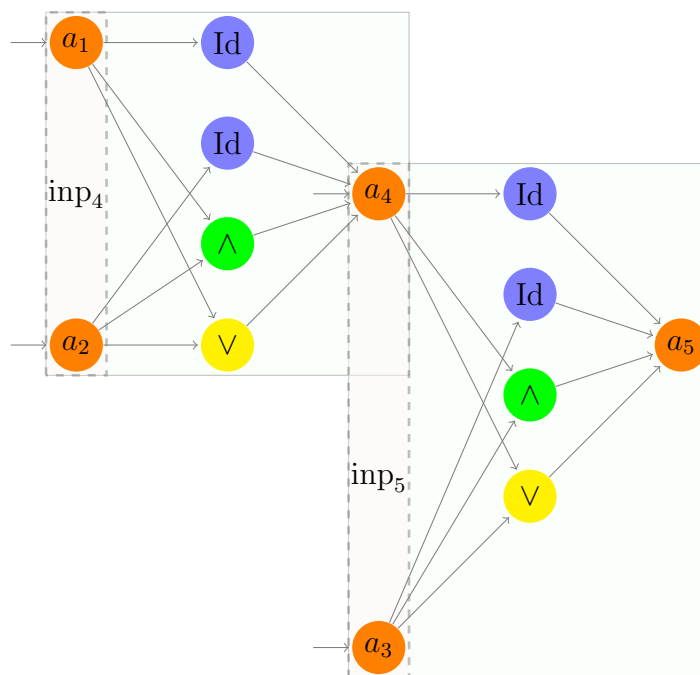 a₁
Id
Id
inp₄
∧
a₂
∨
a₄
Id
Id
a₅
∧
inp₅
∨
a₃